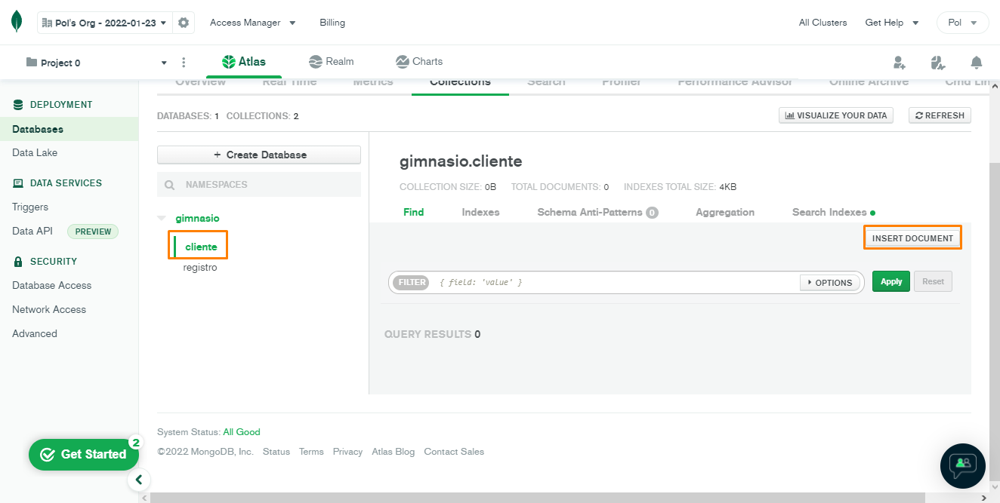 Pol's Org - 2022-01-23 Access Manager Billing All Clusters Get Help Pol
Project 0 Atlas Realm Charts
Overview Real Time Metrics Collections Search Profiler Performance Advisor Online Archive Cmd Lin
DEPLOYMENT
Databases
Data Lake
DATA SERVICES
Triggers
Data API PREVIEW
SECURITY
Database Access
Network Access
Advanced
Get Started 2
DATABASES: 1 COLLECTIONS: 2
VISUALIZE YOUR DATA REFRESH
+ Create Database
NAMESPACES
gimnasio
cliente
registro
gimnasio.cliente
COLLECTION SIZE: 0B TOTAL DOCUMENTS: 0 INDEXES TOTAL SIZE: 4KB
Find Indexes Schema Anti-Patterns 0 Aggregation Search Indexes
INSERT DOCUMENT
FILTER { field: 'value' } OPTIONS Apply Reset
QUERY RESULTS 0
System Status: All Good
©2022 MongoDB, Inc. Status Terms Privacy Atlas Blog Contact Sales